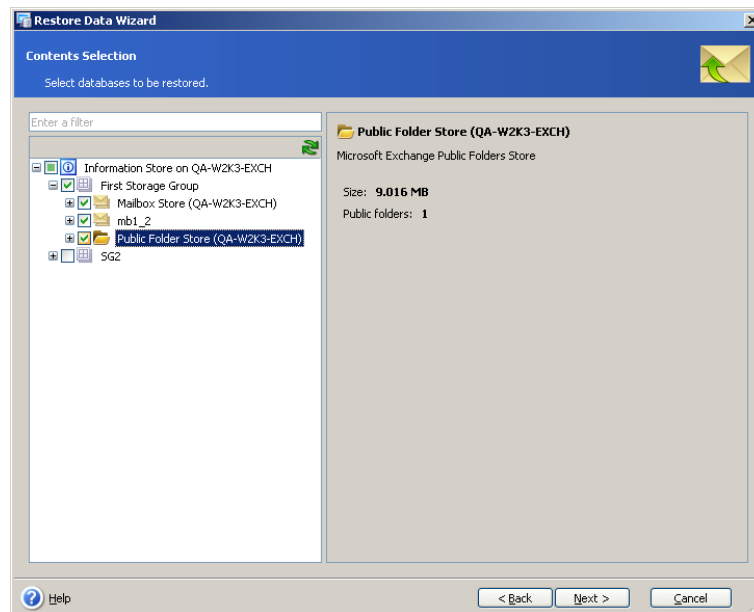 Restore Data Wizard
Contents Selection
Select databases to be restored.
Enter a filter
Information Store on QA-W2K3-EXCH
First Storage Group
Mailbox Store (QA-W2K3-EXCH)
mb1_2
Public Folder Store (QA-W2K3-EXCH)
SG2
Public Folder Store (QA-W2K3-EXCH)
Microsoft Exchange Public Folders Store
Size: 9.016 MB
Public folders: 1
Help
< Back
Next >
Cancel